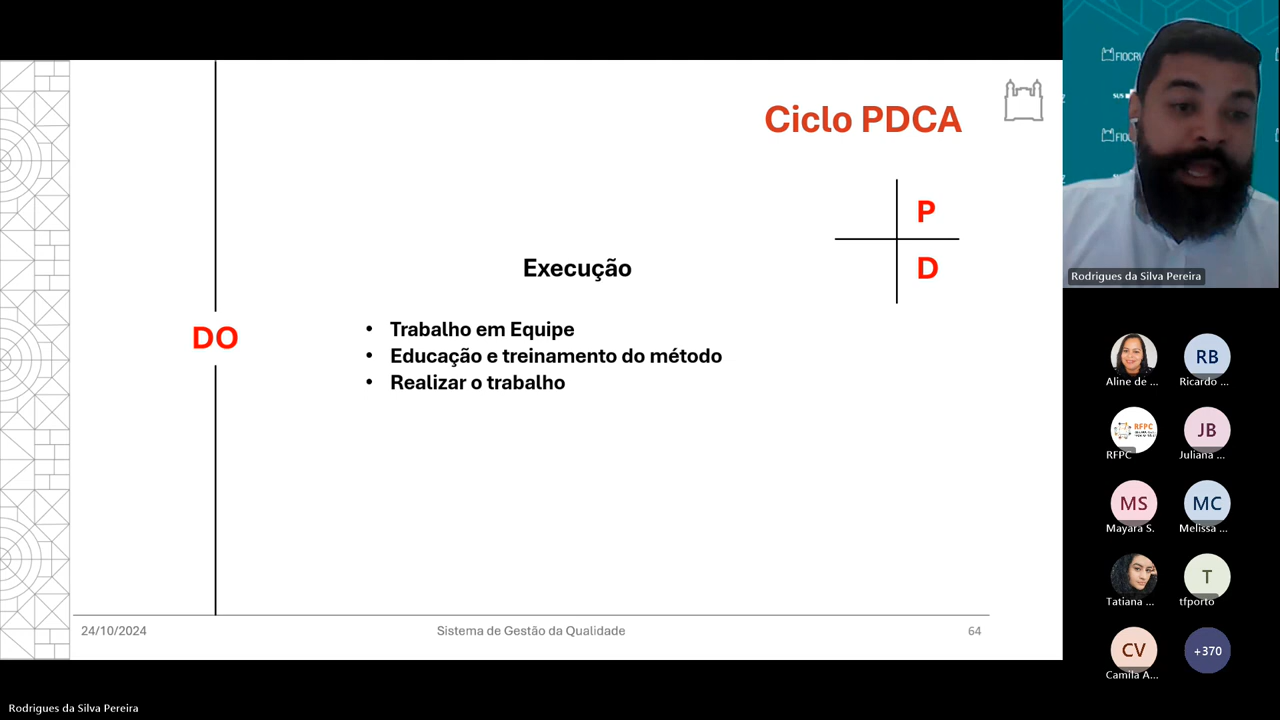 Ciclo PDCA
P
D
Execução
DO
• Trabalho em Equipe
• Educação e treinamento do método
• Realizar o trabalho
24/10/2024
Sistema de Gestão da Qualidade
64
Rodrigues da Silva Pereira
SUS
Aline de ...
RB
Ricardo ...
RFPC
RFPC
JB
Juliana ...
MS
Mayara S.
MC
Melissa ...
Tatiana ...
T
tfporto
CV
Camila A...
+370
Rodrigues da Silva Pereira